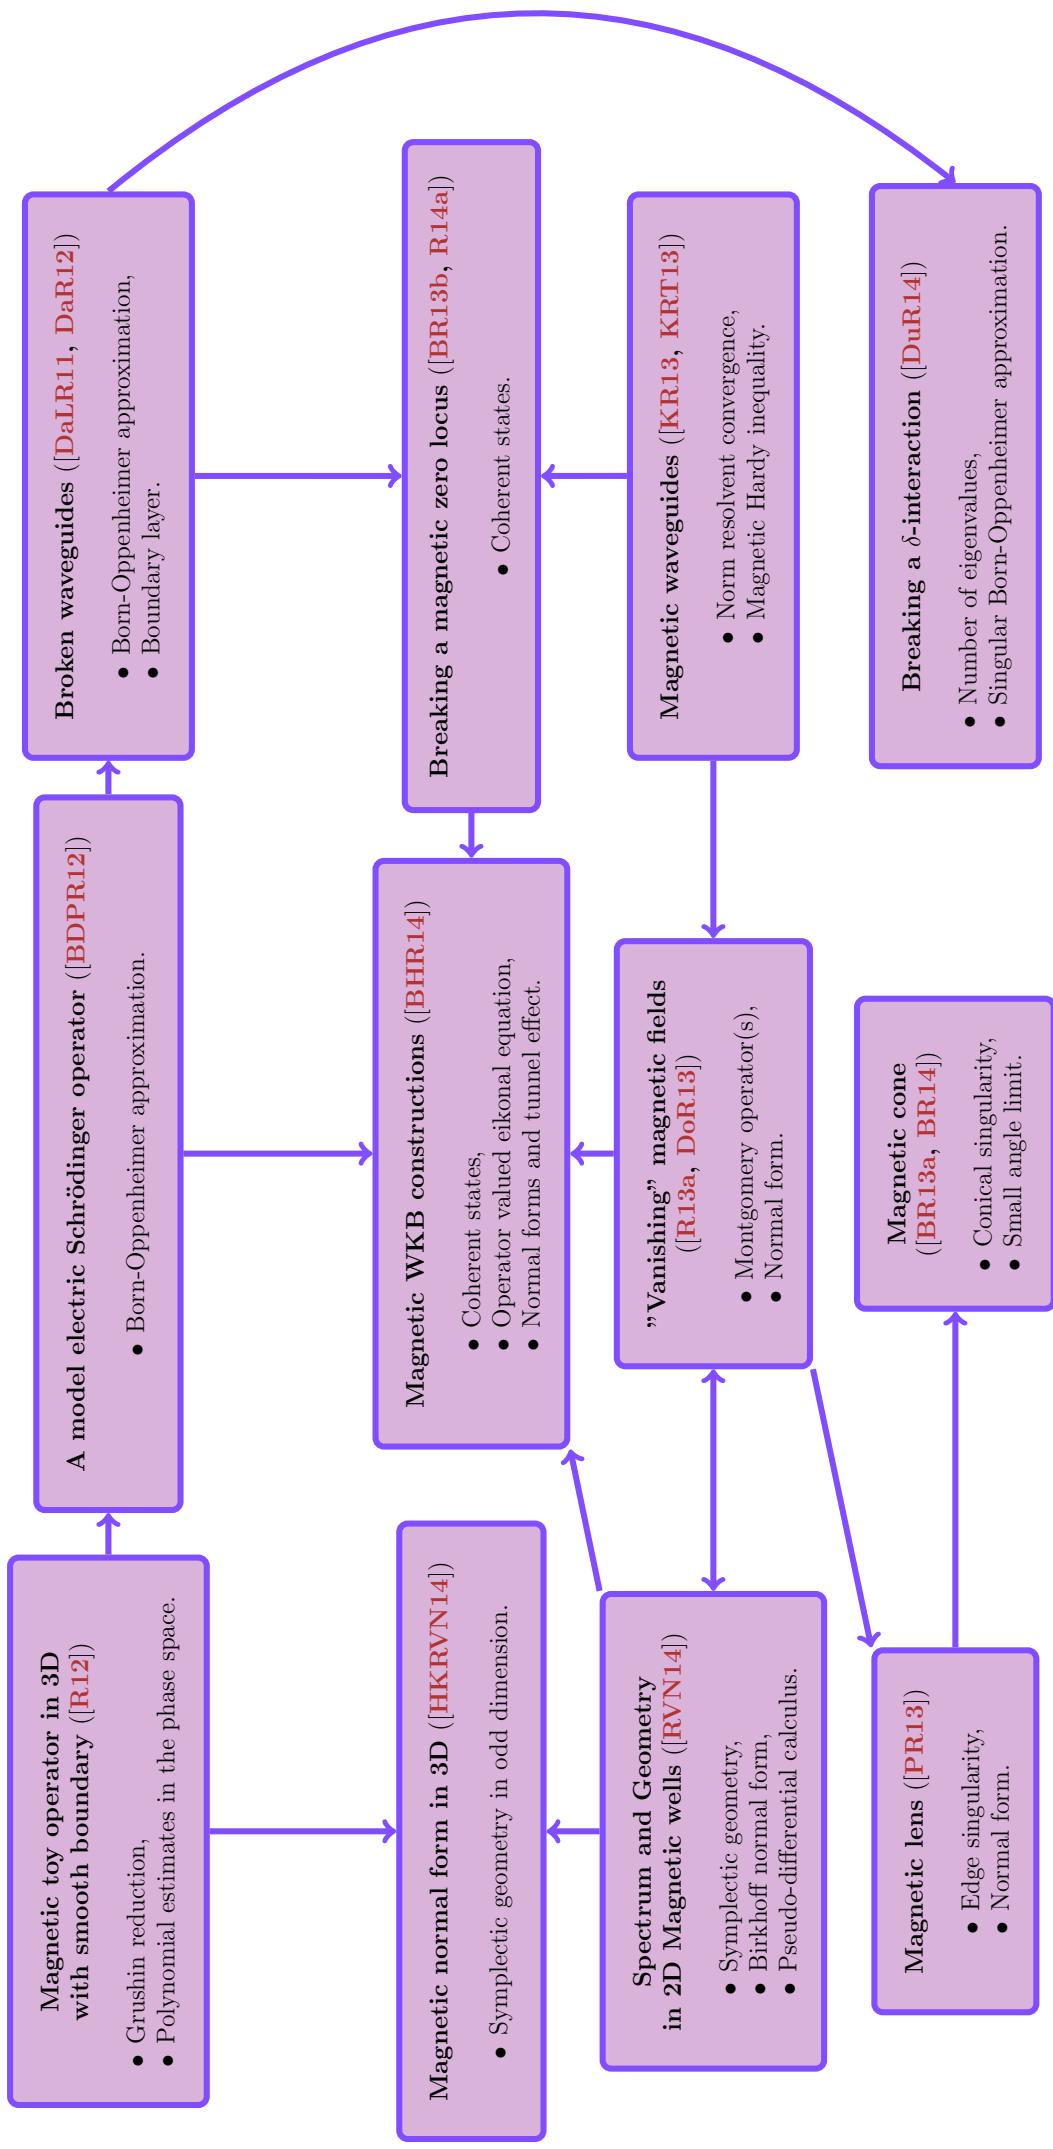 Magnetic toy operator in 3D
with smooth boundary ([R12])
• Grushin reduction,
• Polynomial estimates in the phase space.
A model electric Schrödinger operator ([BDPR12])
• Born-Oppenheimer approximation.
Broken waveguides ([DaLR11, DaR12])
• Born-Oppenheimer approximation,
• Boundary layer.
Magnetic normal form in 3D ([HKRVN14])
• Symplectic geometry in odd dimension.
Magnetic WKB constructions ([BHR14])
• Coherent states,
• Operator valued eikonal equation,
• Normal forms and tunnel effect.
Breaking a magnetic zero locus ([BR13b, R14a])
• Coherent states.
Spectrum and Geometry
in 2D Magnetic wells ([RVN14])
• Symplectic geometry,
• Birkhoff normal form,
• Pseudo-differential calculus.
”Vanishing” magnetic fields
([R13a, DoR13])
• Montgomery operator(s),
• Normal form.
Magnetic waveguides ([KR13, KRT13])
• Norm resolvent convergence,
• Magnetic Hardy inequality.
Magnetic lens ([PR13])
• Edge singularity,
• Normal form.
Magnetic cone
([BR13a, BR14])
• Conical singularity,
• Small angle limit.
Breaking a δ-interaction ([DuR14])
• Number of eigenvalues,
• Singular Born-Oppenheimer approximation.